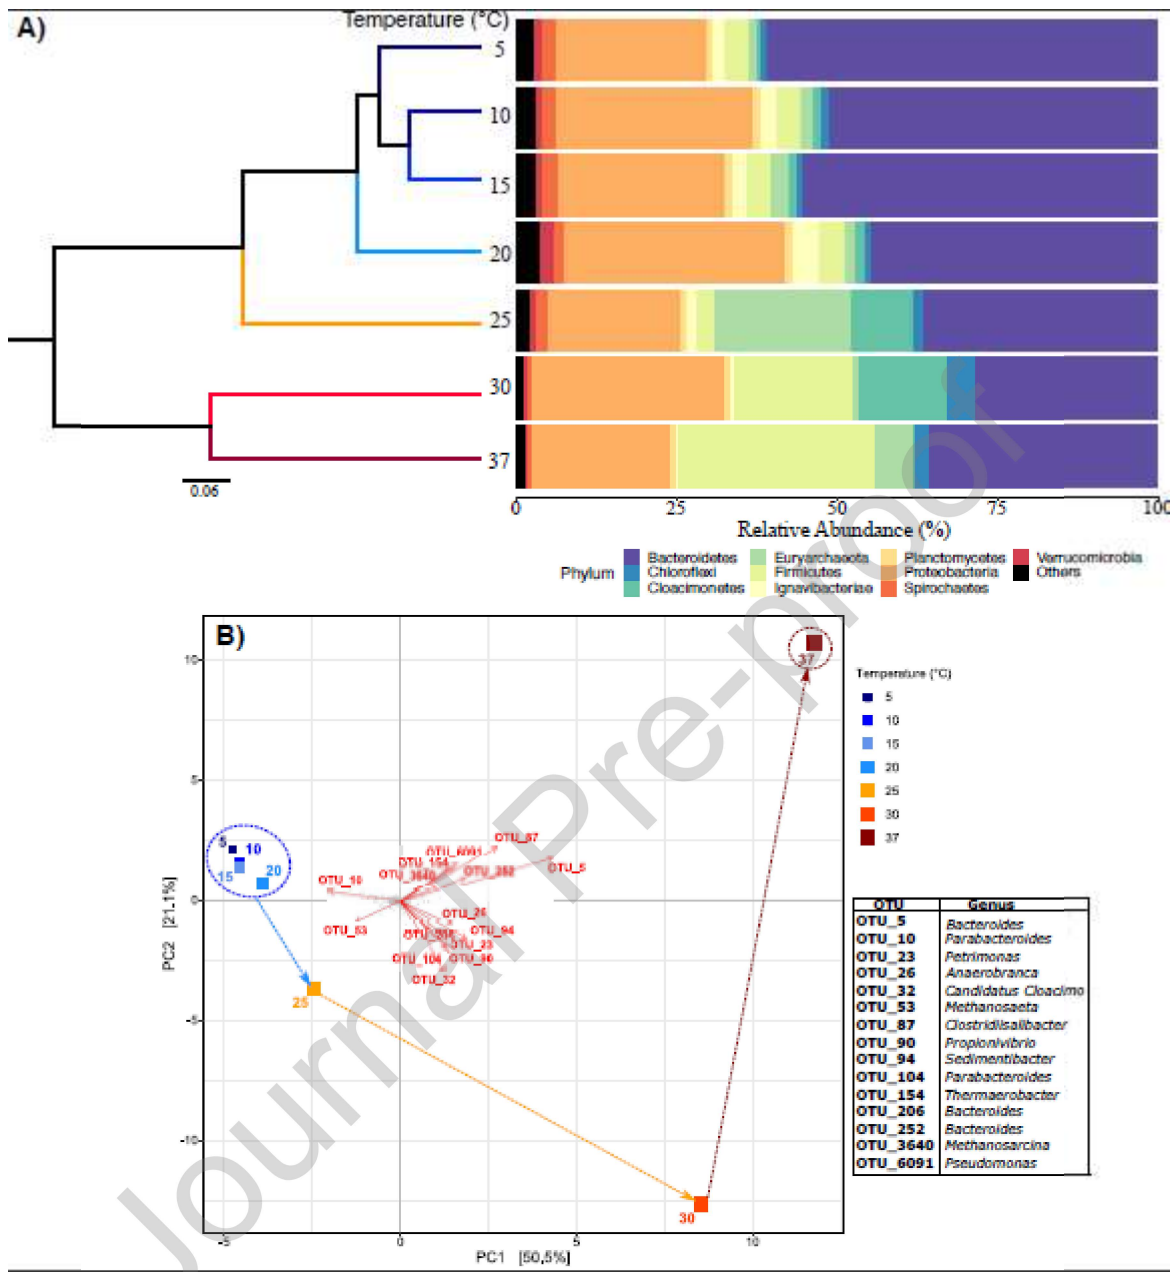 A)
Temperature (°C)
5
10
15
20
25
30
37
0.05
0 25 50 75 100
Relative Abundance (%)
Phylum
Bacteroidetes Euryarchaeota Planctomycetes Verrucomicrobia
Chloroflexi Firmicutes Proteobacteria Others
Cloacimonetes Ignavibacteriae Spirochaetes
B)
10
5
0
-5
-10
PC2 [21.1%]
37
5 10
15 20
25
30
OTU_87
OTU_6091
OTU_154
OTU_252 OTU_5
OTU_3640
OTU_10
OTU_53
OTU_26
OTU_206 OTU_94
OTU_23
OTU_104 OTU_90
OTU_32
-5 0 5 10
PC1 [50,5%]
Temperature (°C)
5
10
15
20
25
30
37
OTU Genus
OTU_5 Bacteroides
OTU_10 Parabacteroides
OTU_23 Petrimonas
OTU_26 Anaerobranca
OTU_32 Candidatus Cloacimo
OTU_53 Methanosaeta
OTU_87 Clostridiisalibacter
OTU_90 Propionivibrio
OTU_94 Sedimentibacter
OTU_104 Parabacteroides
OTU_154 Thermaerobacter
OTU_206 Bacteroides
OTU_252 Bacteroides
OTU_3640 Methanosarcina
OTU_6091 Pseudomonas
Journal Pre-proof